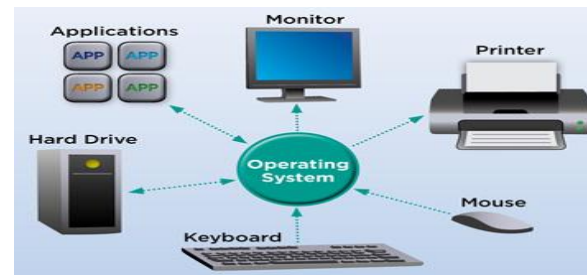 Monitor
Applications
Printer
APP APP
APP APP
Hard Drive
Operating
System
Mouse
Keyboard